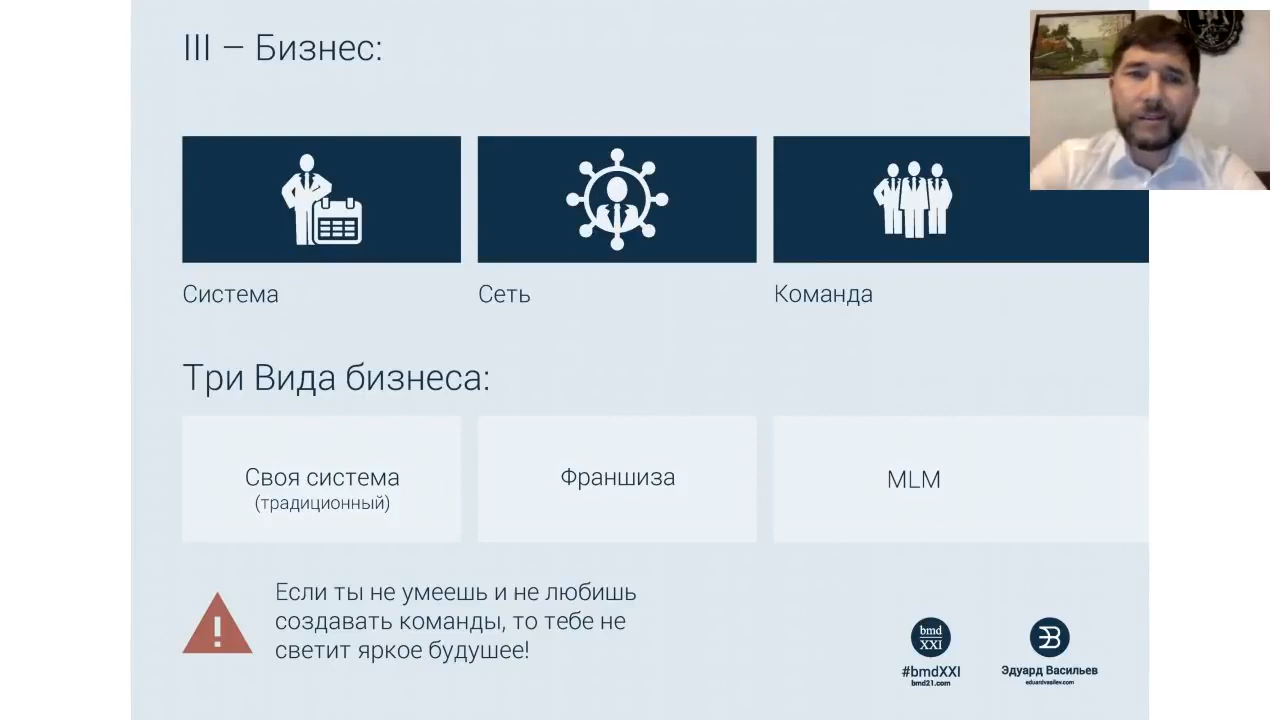 III – Бизнес:
Система
Сеть
Команда
Три Вида бизнеса:
Своя система
(традиционный)
Франшиза
MLM
Если ты не умеешь и не любишь
создавать команды, то тебе не
светит яркое будушее!
bmd
XXI
#bmdXXI
bmd21.com
Эдуард Васильев
eduardvasilev.com